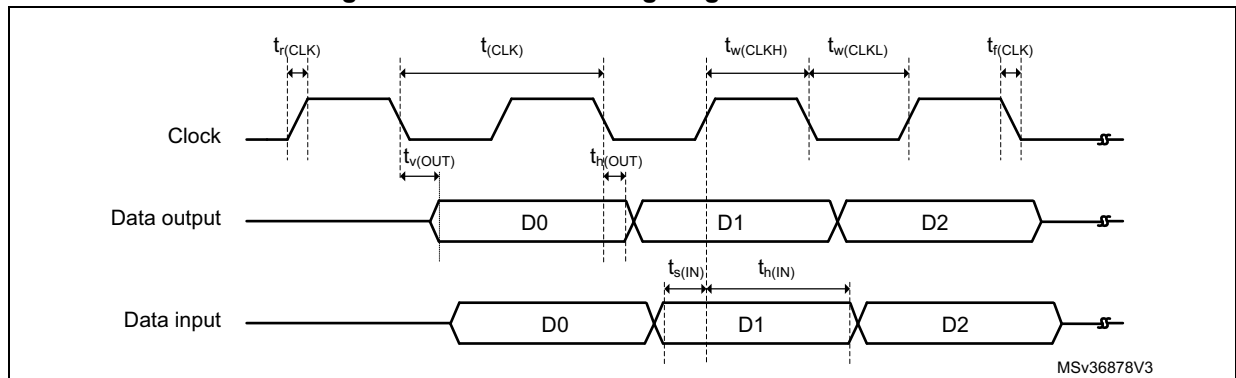 t_r(CLK) t_(CLK) t_w(CLKH) t_w(CLKL) t_f(CLK)
Clock
t_v(OUT) t_h(OUT)
Data output D0 D1 D2
t_s(IN) t_h(IN)
Data input D0 D1 D2
MSv36878V3